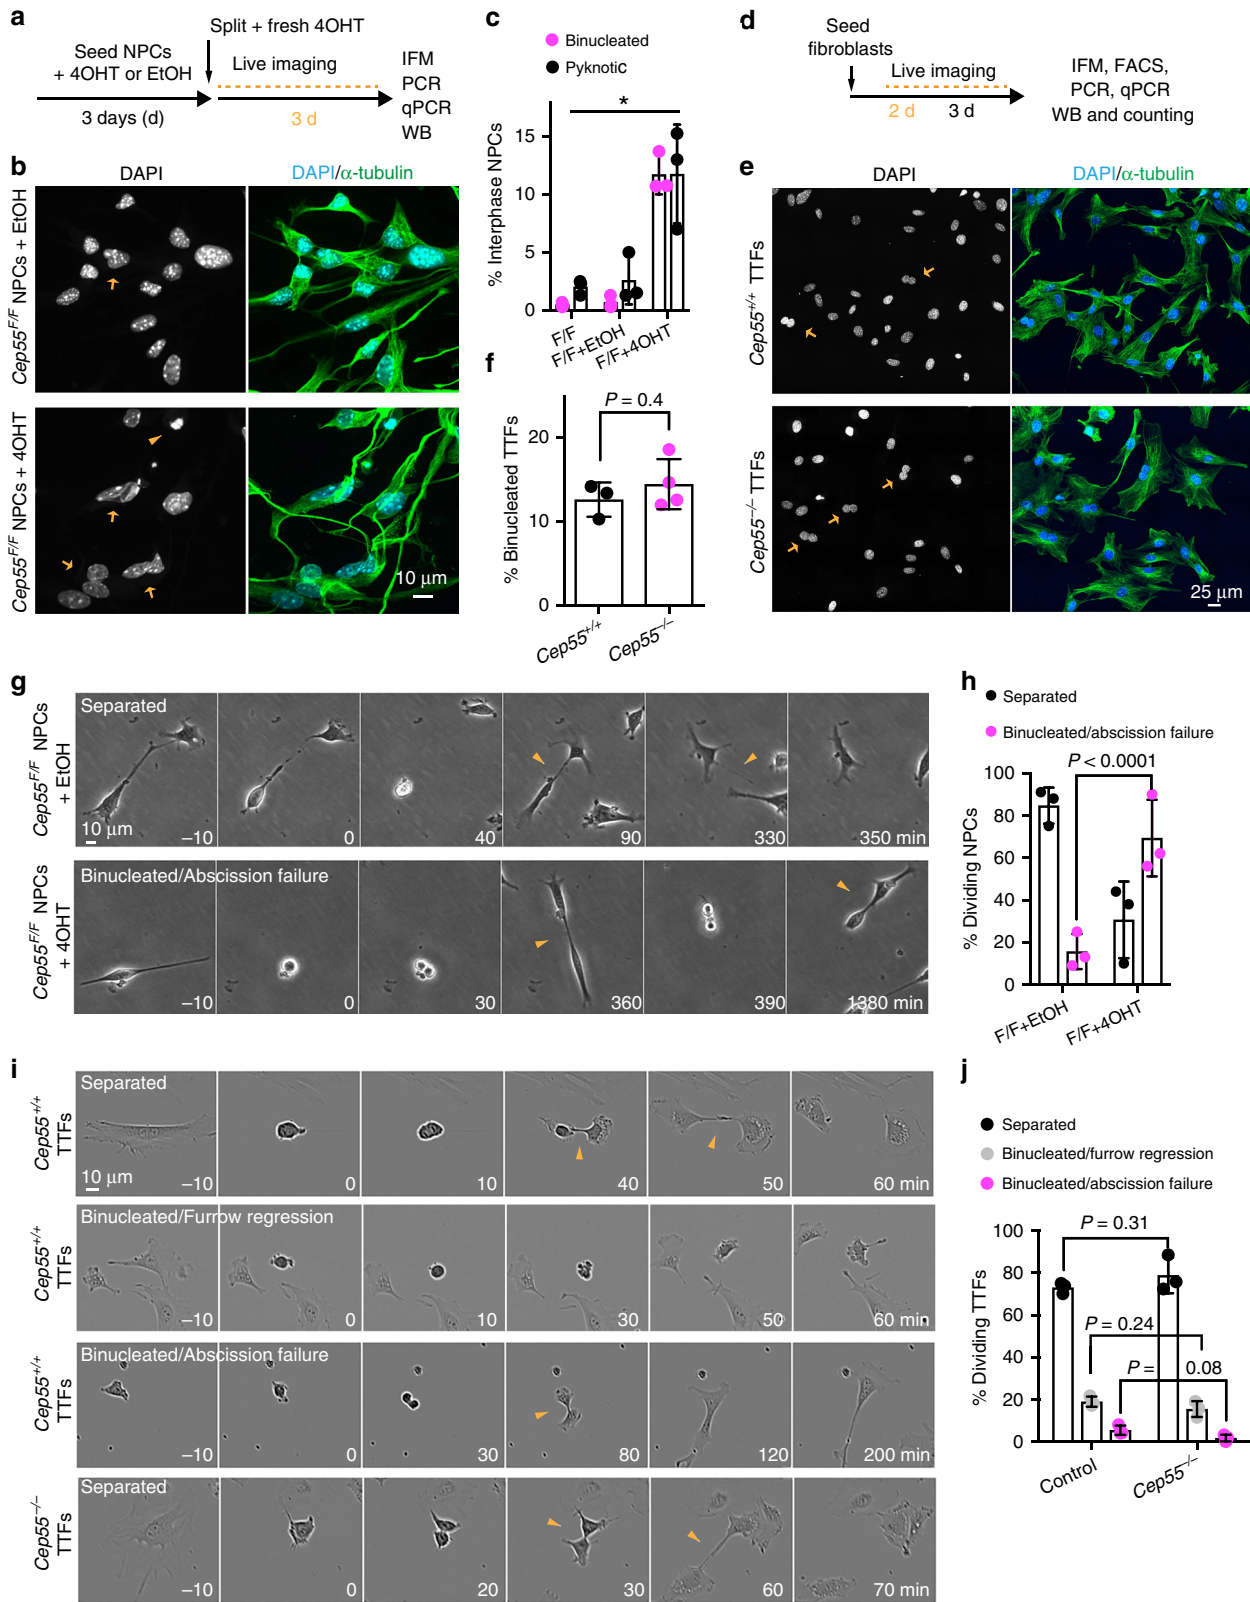 a
Split + fresh 4OHT
Seed NPCs
+ 4OHT or EtOH
Live imaging
3 days (d)
3 d
IFM
PCR
qPCR
WB
b
DAPI
DAPI/α-tubulin
Cep55F/F NPCs + EtOH
Cep55F/F NPCs + 4OHT
10 µm
c
Binucleated
Pyknotic
*
% Interphase NPCs
15
10
5
0
F/F
F/F+EtOH
F/F+4OHT
d
Seed
fibroblasts
Live imaging
2 d
3 d
IFM, FACS,
PCR, qPCR
WB and counting
e
DAPI
DAPI/α-tubulin
Cep55+/+ TTFs
Cep55−/− TTFs
25 µm
f
P = 0.4
% Binucleated TTFs
20
10
0
Cep55+/+
Cep55−/−
g
Cep55F/F NPCs
+ EtOH
Separated
10 µm
−10
0
40
90
330
350 min
Cep55F/F NPCs
+ 4OHT
Binucleated/Abscission failure
−10
0
30
360
390
1380 min
h
Separated
Binucleated/abscission failure
P < 0.0001
% Dividing NPCs
100
80
60
40
20
0
F/F+EtOH
F/F+4OHT
i
Cep55+/+
TTFs
Separated
10 µm
−10
0
10
40
50
60 min
Cep55+/+
TTFs
Binucleated/Furrow regression
−10
0
10
30
50
60 min
Cep55+/+
TTFs
Binucleated/Abscission failure
−10
0
30
80
120
200 min
Cep55−/−
TTFs
Separated
−10
0
20
30
60
70 min
j
Separated
Binucleated/furrow regression
Binucleated/abscission failure
P = 0.31
P = 0.24
P = 0.08
% Dividing TTFs
100
80
60
40
20
0
Control
Cep55−/−